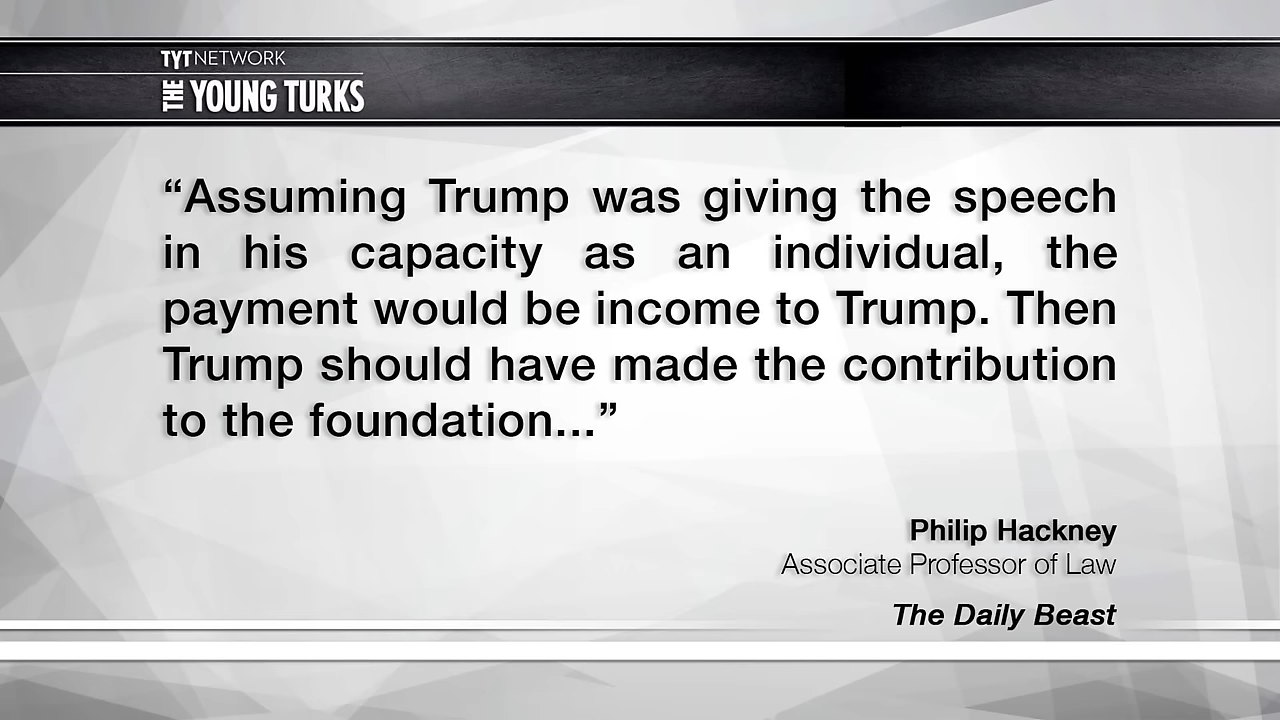 TYT NETWORK
THE YOUNG TURKS
“Assuming Trump was giving the speech
in his capacity as an individual, the
payment would be income to Trump. Then
Trump should have made the contribution
to the foundation...”
Philip Hackney
Associate Professor of Law
The Daily Beast